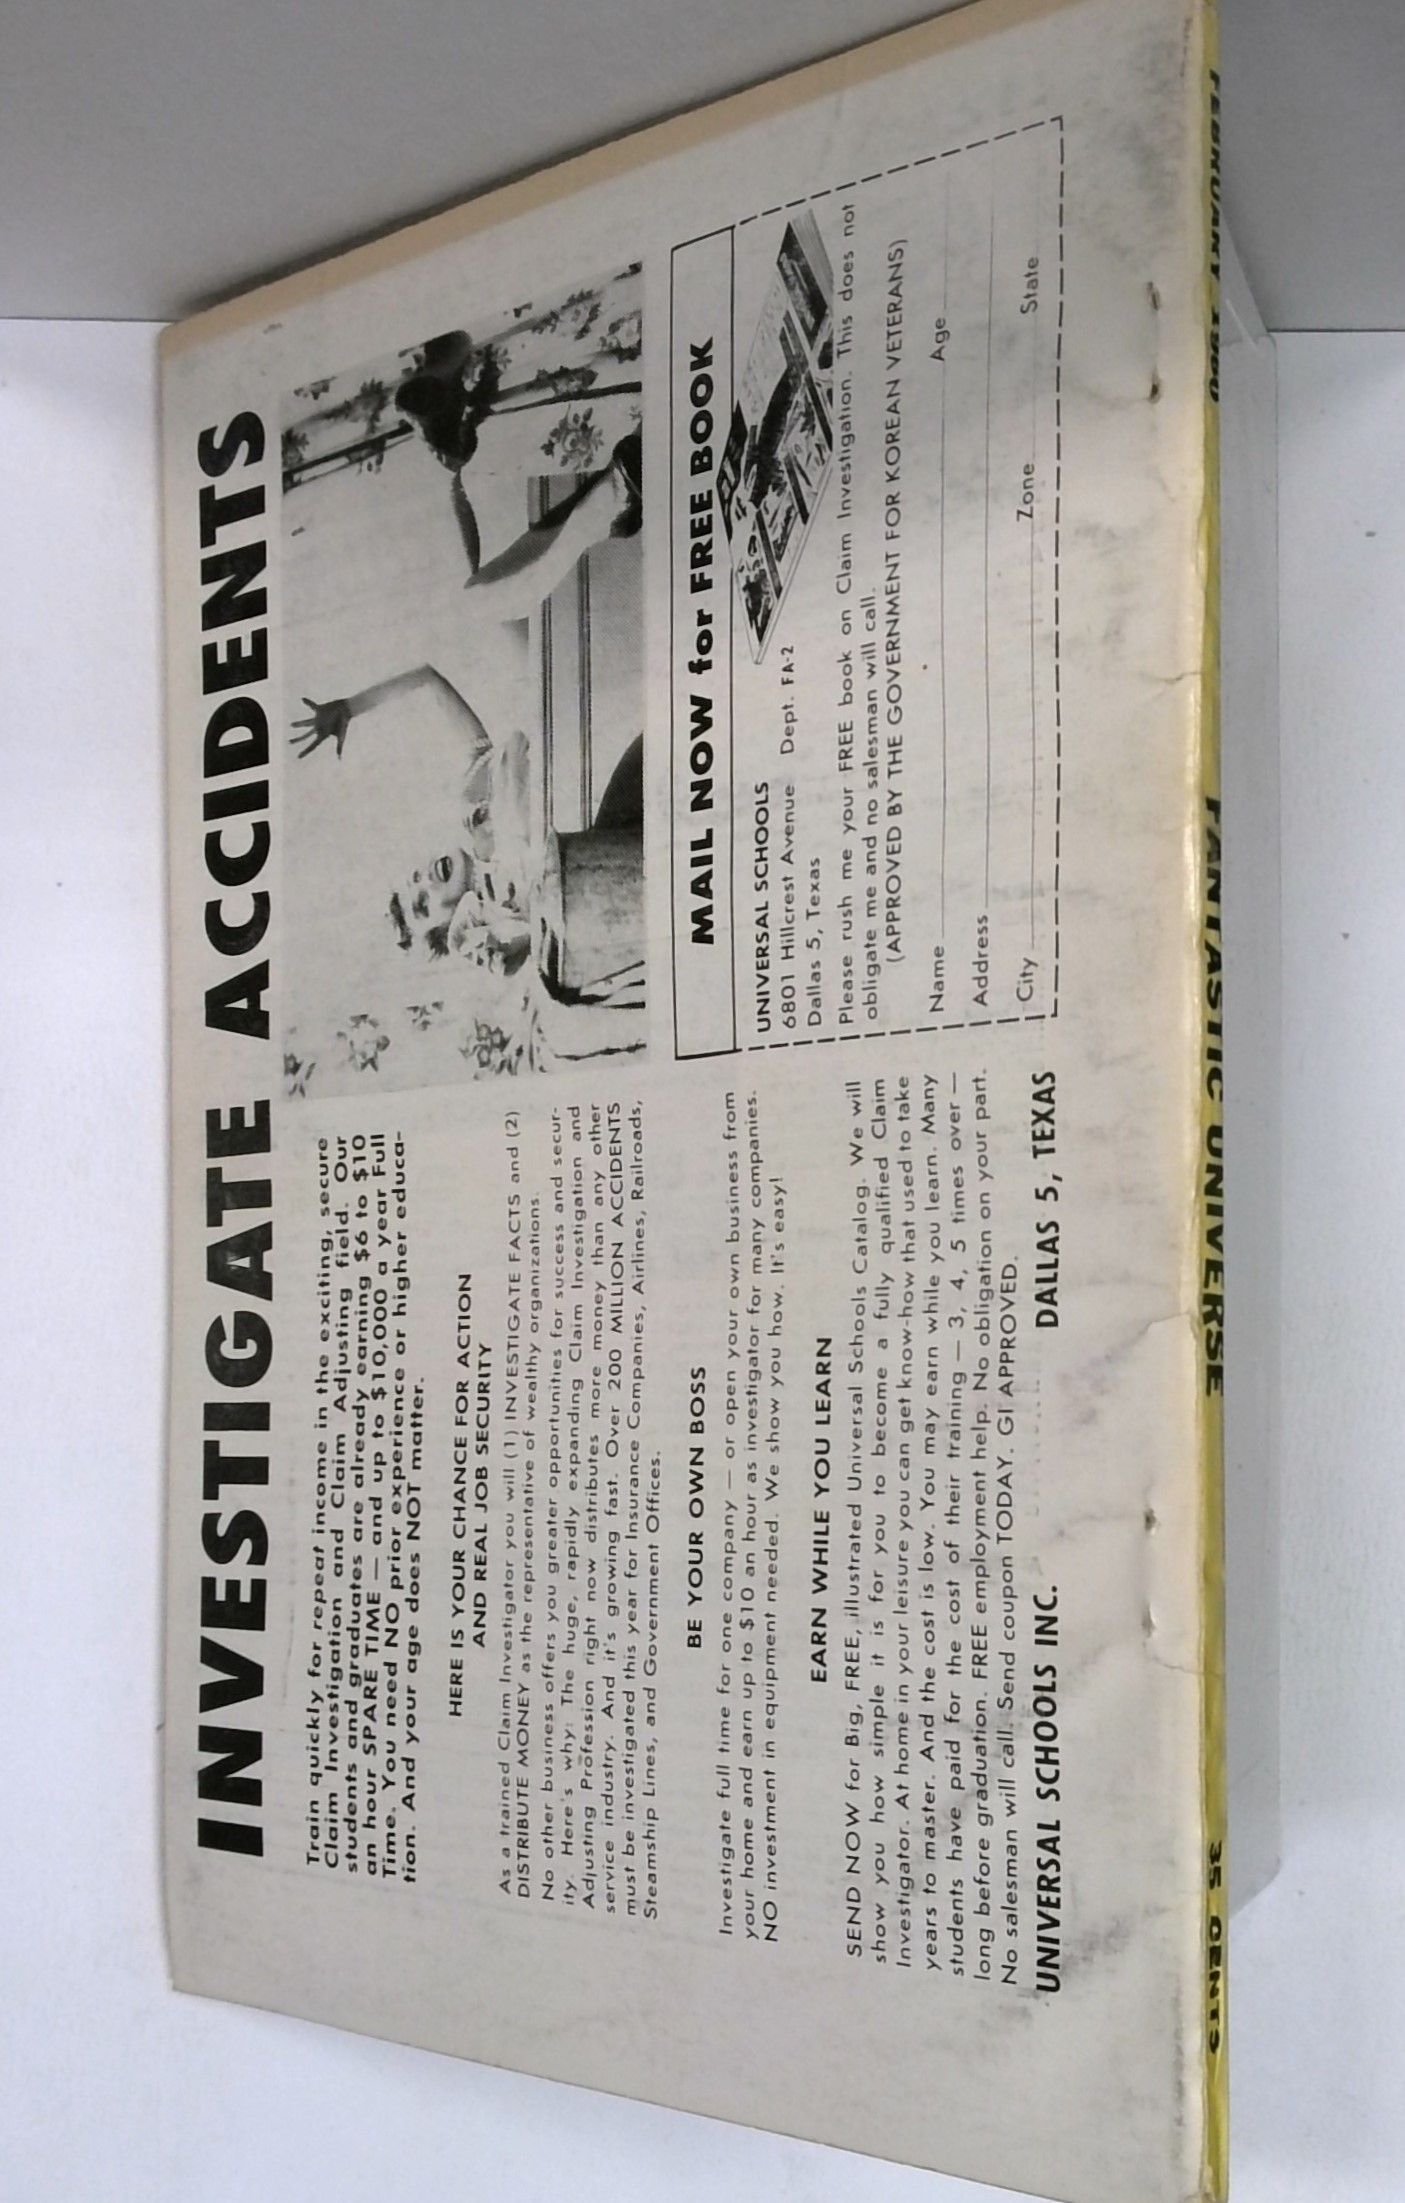 INVESTIGATE ACCIDENTS
Train quickly for repeat income in the exciting, secure
Claim Investigation and Claim Adjusting field. Our
students and graduates are already earning $6 to $10
an hour SPARE TIME — and up to $10,000 a year Full
Time. You need NO prior experience or higher educa-
tion. And your age does NOT matter.
HERE IS YOUR CHANCE FOR ACTION
AND REAL JOB SECURITY
As a trained Claim Investigator you will (1) INVESTIGATE FACTS and (2)
DISTRIBUTE MONEY as the representative of wealthy organizations.
No other business offers you greater opportunities for success and secur-
ity. Here's why: The huge, rapidly expanding Claim Investigation and
Adjusting Profession right now distributes more money than any other
service industry. And it's growing fast. Over 200 MILLION ACCIDENTS
must be investigated this year for Insurance Companies, Airlines, Railroads,
Steamship Lines, and Government Offices.
BE YOUR OWN BOSS
Investigate full time for one company — or open your own business from
your home and earn up to $10 an hour as investigator for many companies.
NO investment in equipment needed. We show you how. It's easy!
EARN WHILE YOU LEARN
SEND NOW for Big, FREE, illustrated Universal Schools Catalog. We will
show you how simple it is for you to become a fully qualified Claim
Investigator. At home in your leisure you can get know-how that used to take
years to master. And the cost is low. You may earn while you learn. Many
students have paid for the cost of their training — 3, 4, 5 times over —
long before graduation. FREE employment help. No obligation on your part.
No salesman will call. Send coupon TODAY. GI APPROVED.
UNIVERSAL SCHOOLS INC. DALLAS 5, TEXAS
MAIL NOW for FREE BOOK
UNIVERSAL SCHOOLS
6801 Hillcrest Avenue Dept. FA-2
Dallas 5, Texas
Please rush me your FREE book on Claim Investigation. This does not
obligate me and no salesman will call.
(APPROVED BY THE GOVERNMENT FOR KOREAN VETERANS)
Name Age
Address
City Zone State
35 CENTS FANTASTIC UNIVERSE FEBRUARY 1960